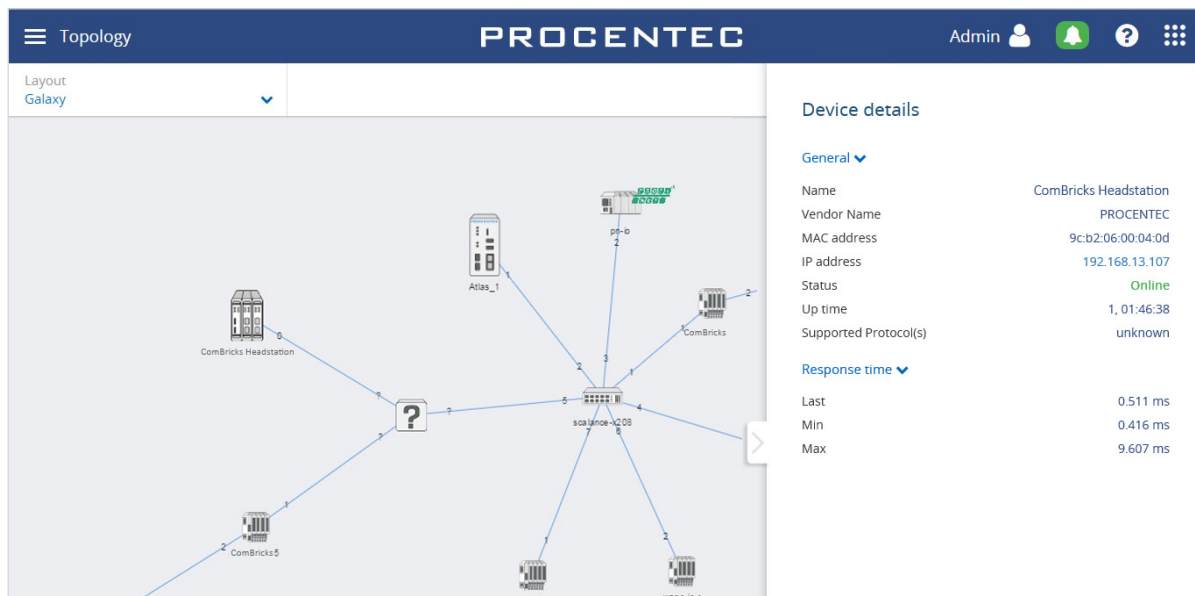 Topology
PROCENTEC
Admin
?
Layout
Galaxy
Device details
General
Name ComBricks Headstation
Vendor Name PROCENTEC
MAC address 9c:b2:06:00:04:0d
IP address 192.168.13.107
Status Online
Up time 1, 01:46:38
Supported Protocol(s) unknown
Response time
Last 0.511 ms
Min 0.416 ms
Max 9.607 ms
pn-io
2
Atlas_1
1
2
ComBricks
1
0
ComBricks Headstation
2
3
1
?
?
?
5
4
scalance-x208
7
6
?
1
ComBricks5
2
1
2